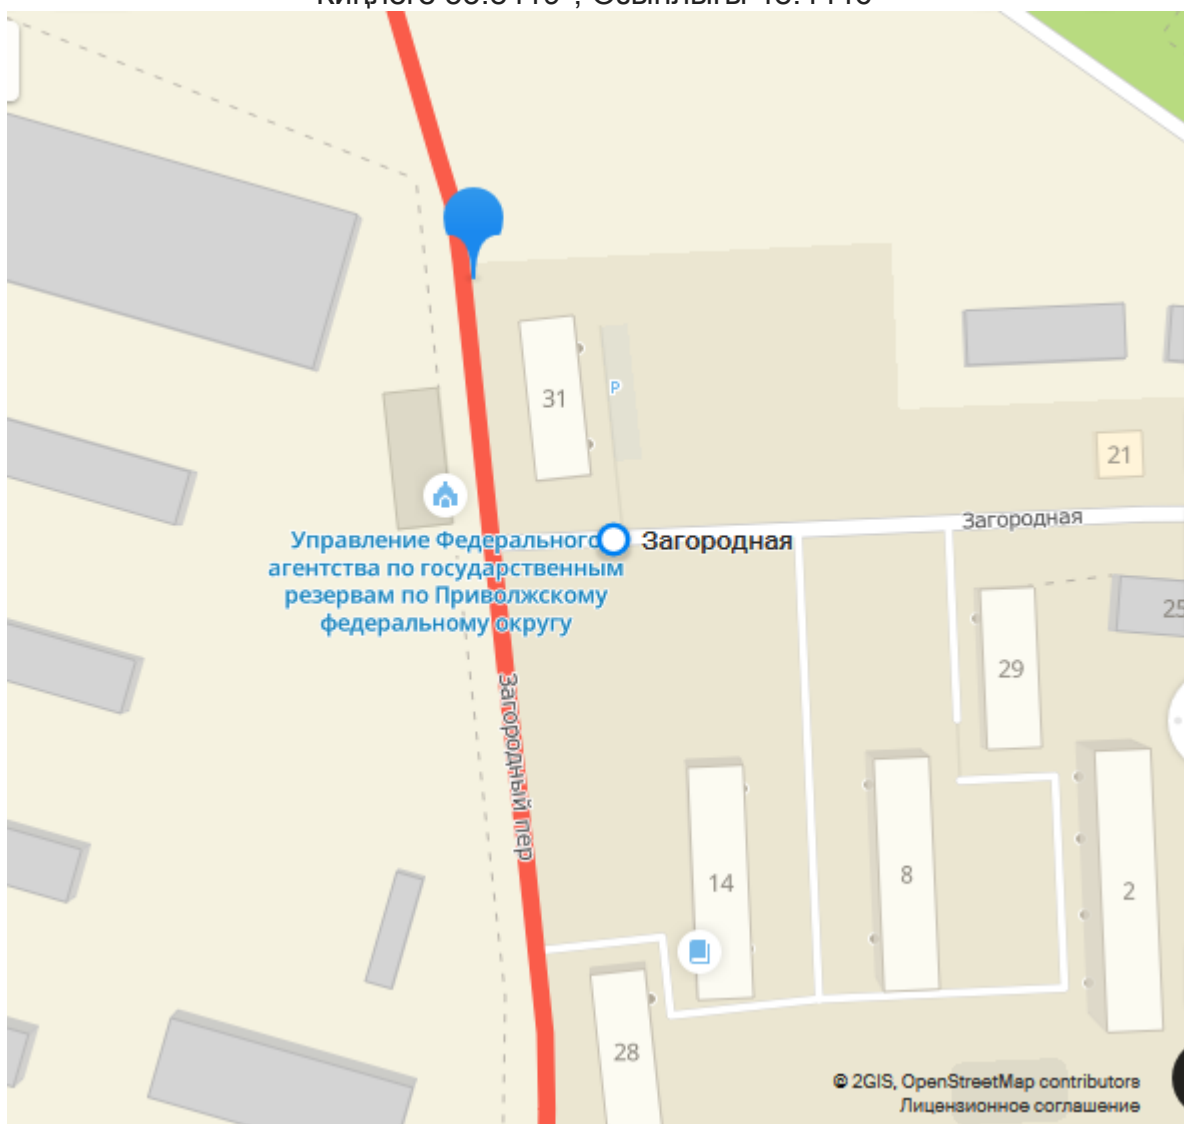 31
P
21
Загородная
Управление Федерального
агентства по государственным
резервам по Приволжскому
федеральному округу
Загородная
25
29
Загородный пер
14
8
2
28
© 2GIS, OpenStreetMap contributors
Лицензионное соглашение